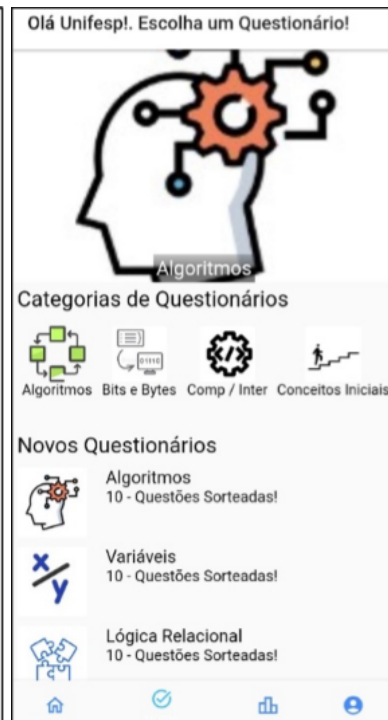 Olá Unifesp!. Escolha um Questionário!
Algoritmos
Categorias de Questionários
Algoritmos Bits e Bytes Comp / Inter Conceitos Iniciais
Novos Questionários
Algoritmos
10 - Questões Sorteadas!
x/y
Variáveis
10 - Questões Sorteadas!
Lógica Relacional
10 - Questões Sorteadas!